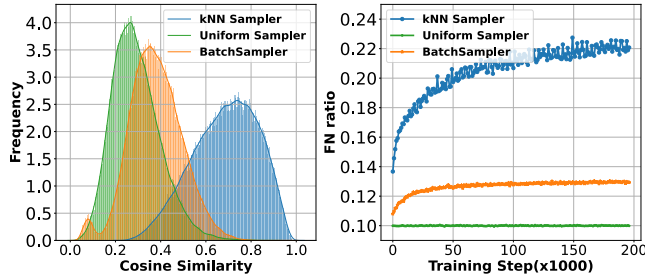 4.0
3.5
3.0
2.5
2.0
1.5
1.0
0.5
0.0
Frequency
kNN Sampler
Uniform Sampler
BatchSampler
0.0 0.2 0.4 0.6 0.8 1.0
Cosine Similarity
0.22
0.20
0.18
0.16
0.14
0.12
0.10
FN ratio
kNN Sampler
Uniform Sampler
BatchSampler
0 50 100 150 200
Training Step(x1000)